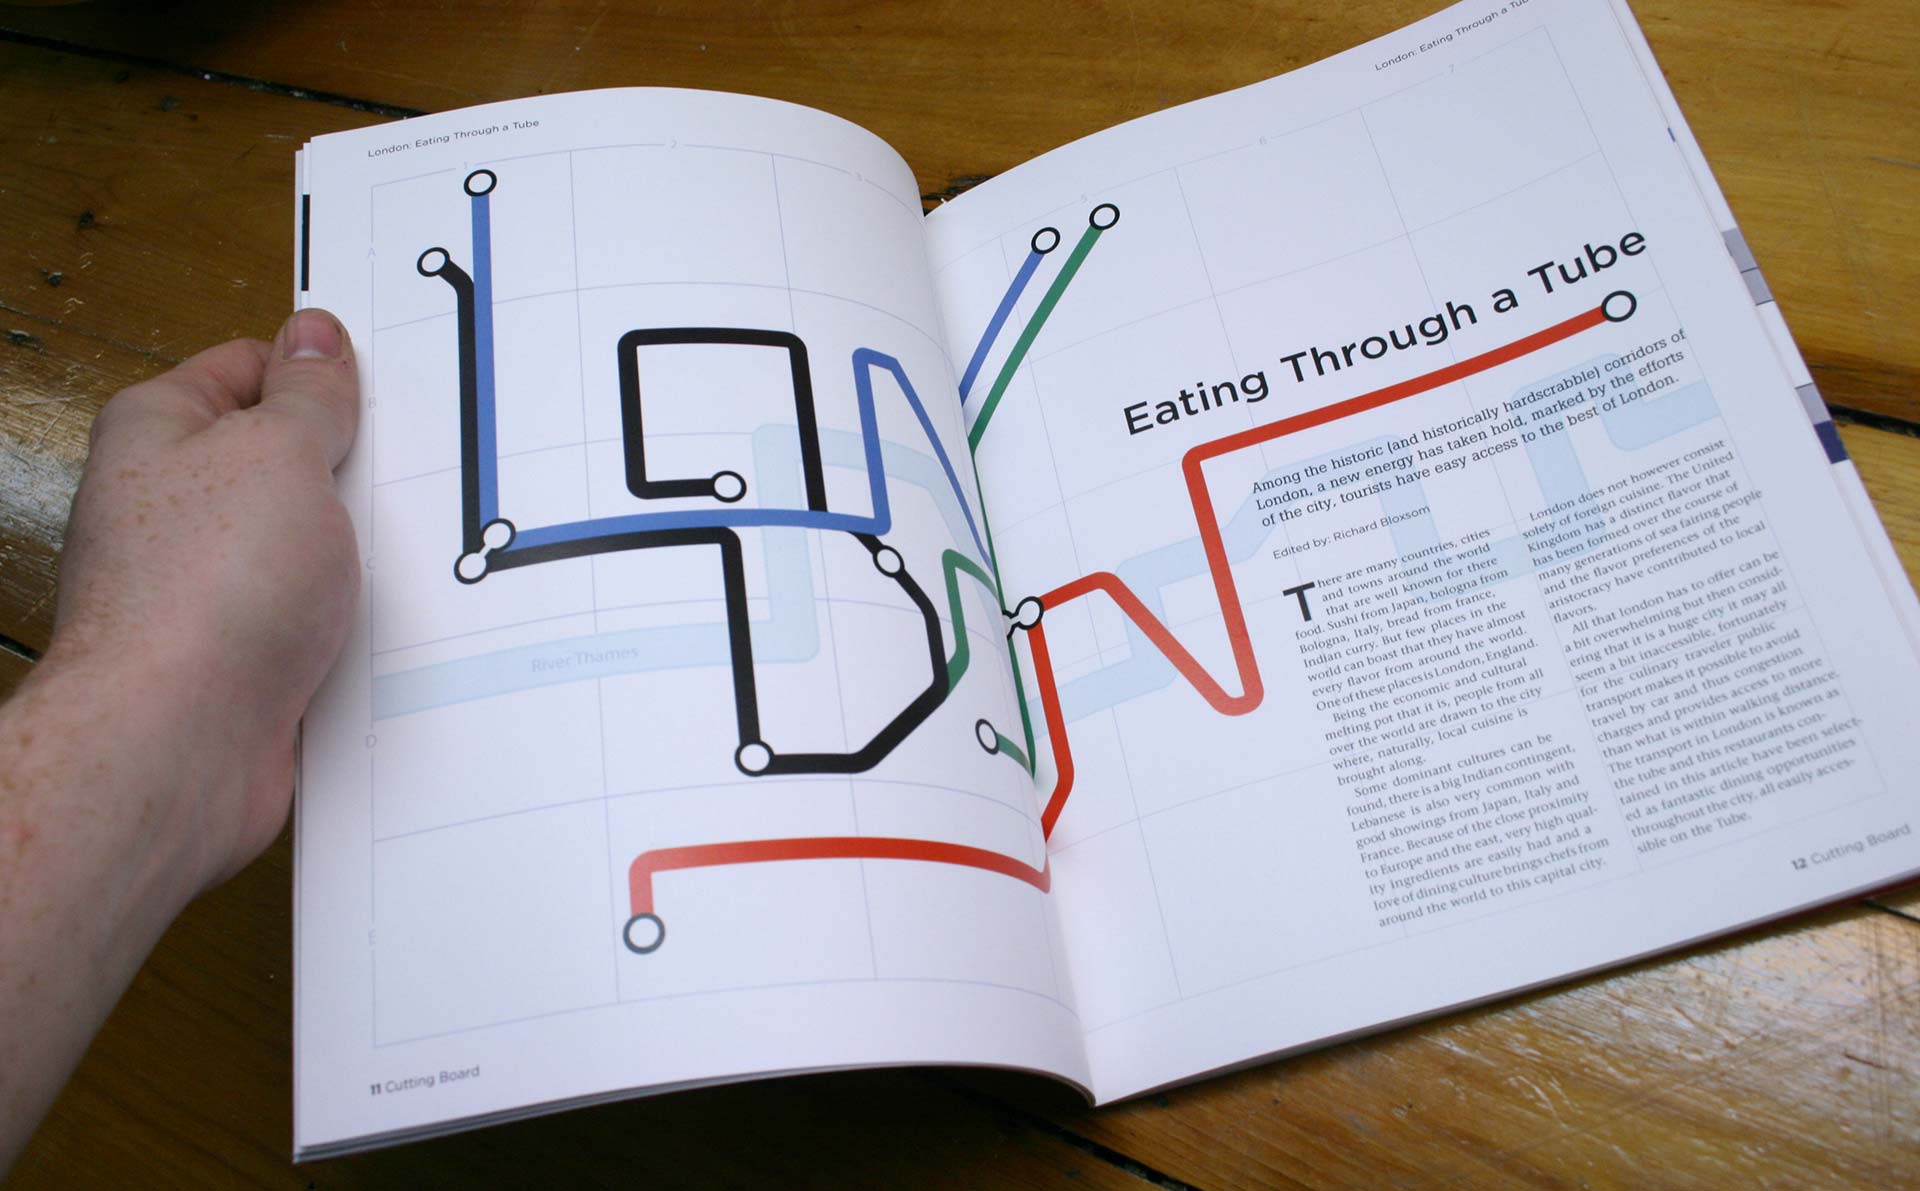 London: Eating Through a Tube
1
2
3
A
B
C
D
E
River Thames
11 Cutting Board
London: Eating Through a Tube
5
6
7
Eating Through a Tube
Among the historic (and historically hardscrabble) corridors of
London, a new energy has taken hold, marked by the efforts
of the city, tourists have easy access to the best of London.
Edited by: Richard Bloxsom
There are many countries, cities
and towns around the world
that are well known for there
food. Sushi from Japan, bologna from
Bologna, Italy, bread from france,
Indian curry. But few places in the
world can boast that they have almost
every flavor from around the world.
One of these places is London, England.
Being the economic and cultural
melting pot that it is, people from all
over the world are drawn to the city
where, naturally, local cuisine is
brought along.
Some dominant cultures can be
found, there is a big Indian contingent,
Lebanese is also very common with
good showings from Japan, Italy and
France. Because of the close proximity
to Europe and the east, very high qual-
ity ingredients are easily had and a
love of dining culture brings chefs from
around the world to this capital city.
London does not however consist
solely of foreign cuisine. The United
Kingdom has a distinct flavor that
has been formed over the course of
many generations of sea fairing people
and the flavor preferences of the
aristocracy have contributed to local
flavors.
All that london has to offer can be
a bit overwhelming but then consid-
ering that it is a huge city it may all
seem a bit inaccessible, fortunately
for the culinary traveler public
transport makes it possible to avoid
travel by car and thus congestion
charges and provides access to more
than what is within walking distance.
The transport in London is known as
the tube and this restaurants con-
tained in this article have been select-
ed as fantastic dining opportunities
throughout the city, all easily acces-
sible on the Tube.
12 Cutting Board